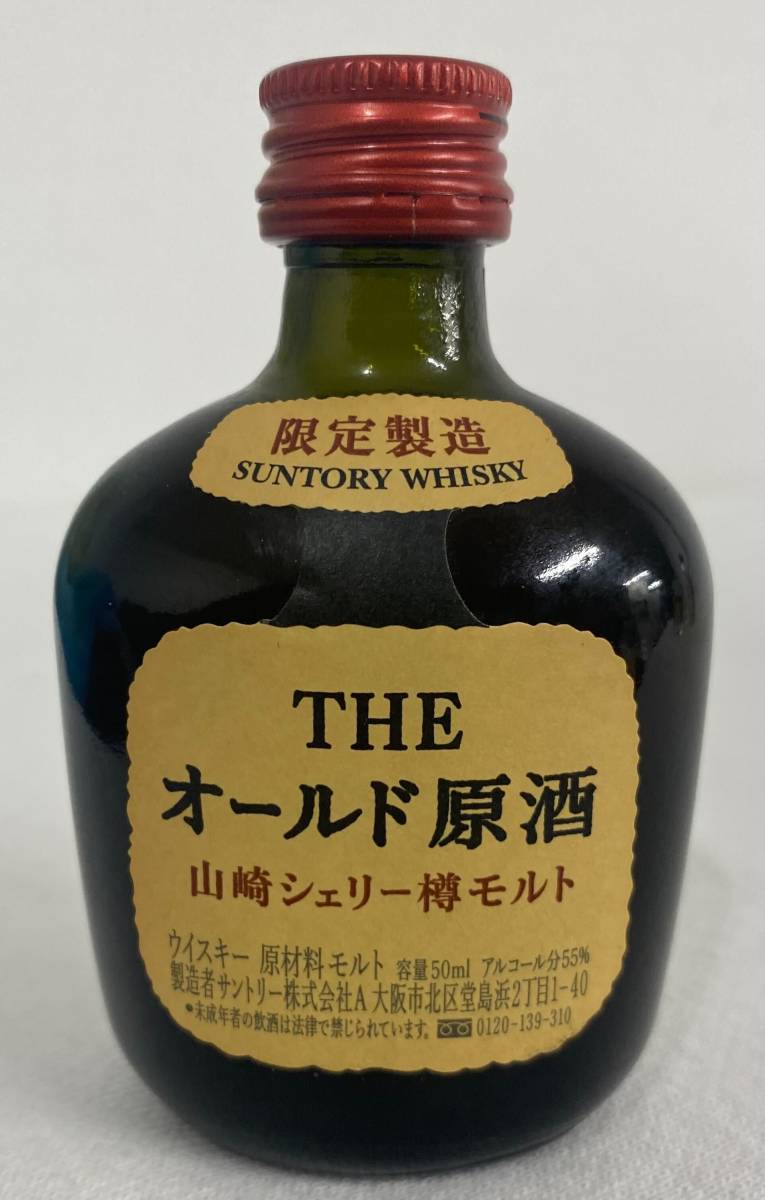 限定製造
SUNTORY WHISKY
THE
オールド原酒
山崎シェリー樽モルト
ウイスキー 原材料 モルト 容量50ml アルコール分55%
製造者サントリー株式会社A 大阪市北区堂島浜2丁目1-40
•未成年者の飲酒は法律で禁じられています。 0120-139-310